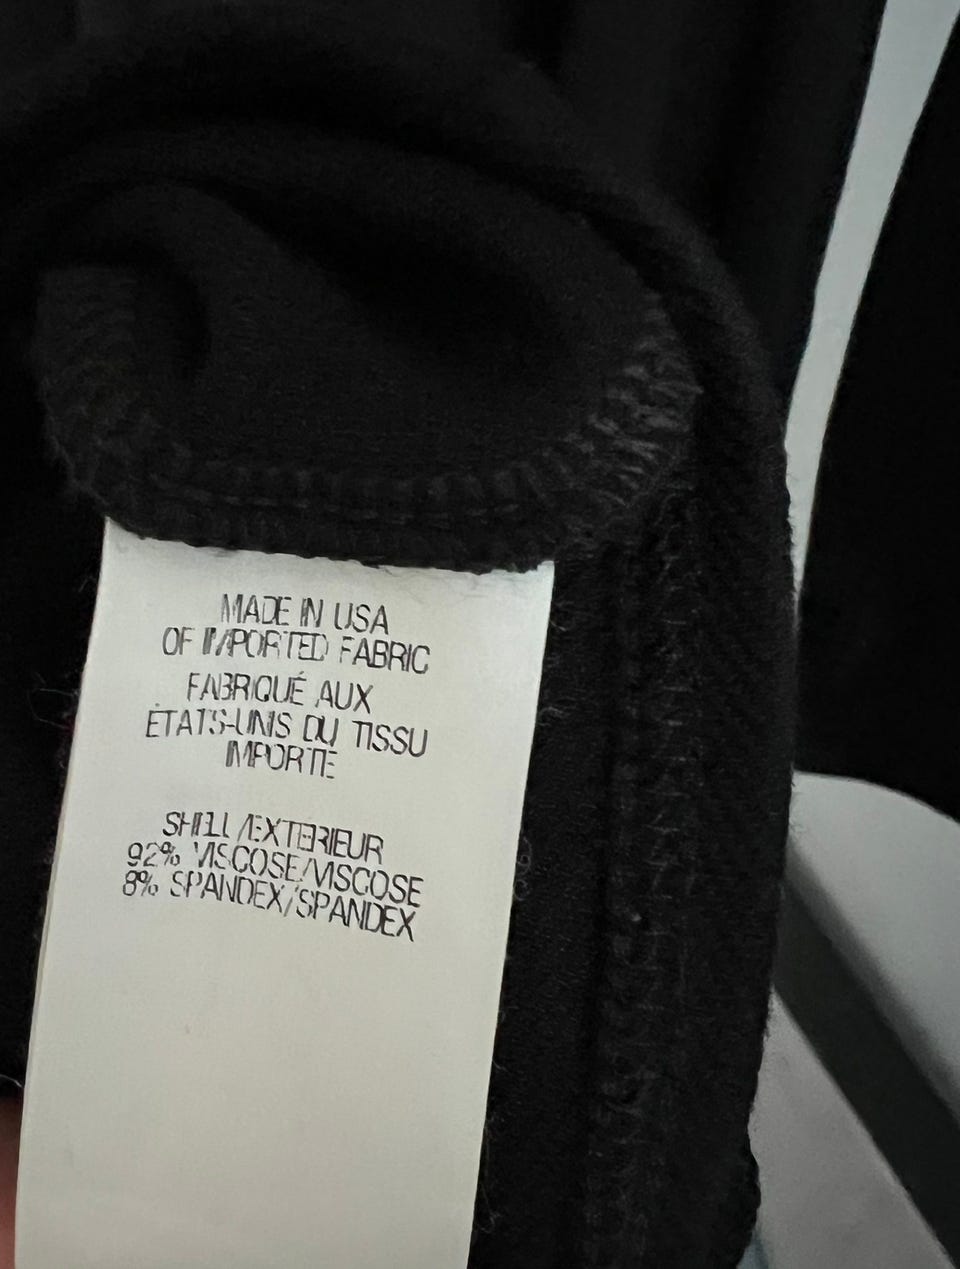 MADE IN USA
OF IMPORTED FABRIC
FABRIQUÉ AUX
ÉTATS-UNIS DU TISSU
IMPORTE
SHELL/EXTERIEUR
92% VISCOSE/VISCOSE
8% SPANDEX/SPANDEX